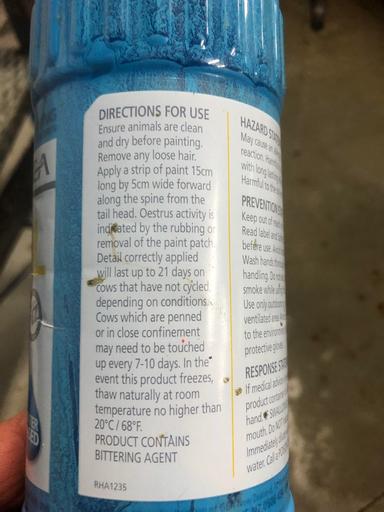 DIRECTIONS FOR USE
Ensure animals are clean
and dry before painting.
Remove any loose hair.
Apply a strip of paint 15cm
long by 5cm wide forward
along the spine from the
tail head. Oestrus activity is
indicated by the rubbing or
removal of the paint patch.
Detail correctly applied
will last up to 21 days on
cows that have not cycled,
depending on conditions.
Cows which are penned
or in close confinement
may need to be touched
up every 7-10 days. In the
event this product freezes,
thaw naturally at room
temperature no higher than
20°C / 68°F.
PRODUCT CONTAINS
BITTERING AGENT
RHA1235
HAZARD
May cause an
reaction.
with long
Harmful to
PREVENTION
Keep out of
Read label and
before use.
Wash hands
handling. Do
smoke
Use only
ventilated
to the
protective
RESPONSE
If medical
product
hand.
mouth. Do NOT
Immediately
water. Call a